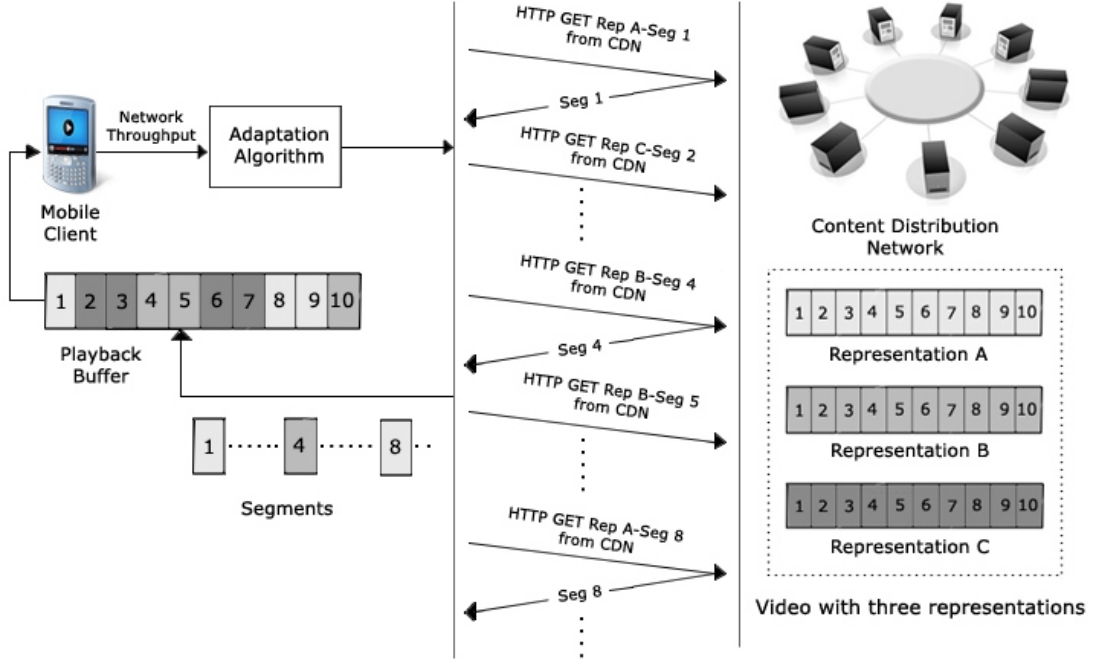 Network
Throughput
Adaptation
Algorithm
Mobile
Client
1 2 3 4 5 6 7 8 9 10
Playback
Buffer
1 4 8
Segments
HTTP GET Rep A-Seg 1
from CDN
Seg 1
HTTP GET Rep C-Seg 2
from CDN
HTTP GET Rep B-Seg 4
from CDN
Seg 4
HTTP GET Rep B-Seg 5
from CDN
HTTP GET Rep A-Seg 8
from CDN
Seg 8
Content Distribution
Network
1 2 3 4 5 6 7 8 9 10
Representation A
1 2 3 4 5 6 7 8 9 10
Representation B
1 2 3 4 5 6 7 8 9 10
Representation C
Video with three representations